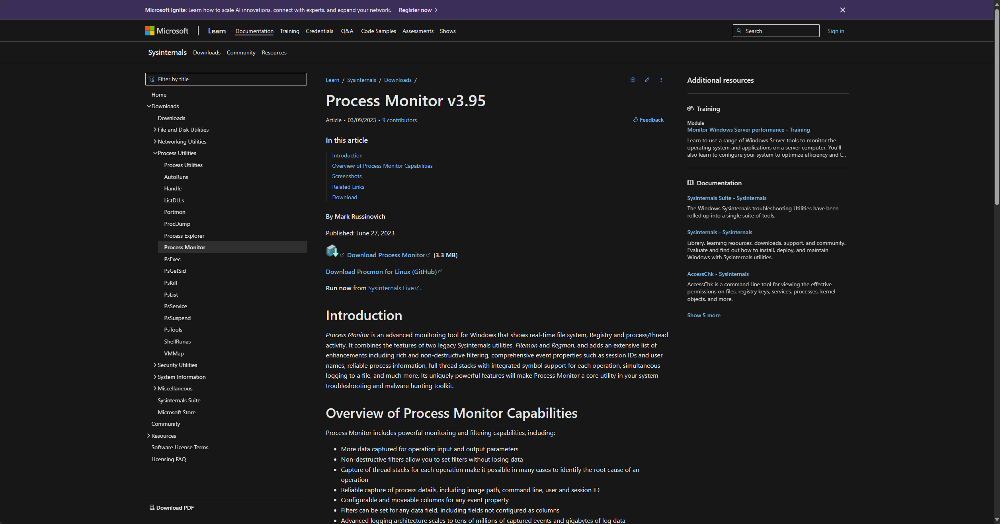 Microsoft Ignite: Learn how to scale AI innovations, connect with experts, and expand your network. Register now
Microsoft Learn Documentation Training Credentials Q&A Code Samples Assessments Shows Search Sign in
Sysinternals Downloads Community Resources
Filter by title
Home
Downloads
Downloads
File and Disk Utilities
Networking Utilities
Process Utilities
Process Utilities
AutoRuns
Handle
ListDLLs
Portmon
ProcDump
Process Explorer
Process Monitor
PsExec
PsGetSid
PsKill
PsList
PsService
PsSuspend
PsTools
ShellRunas
VMMap
Security Utilities
System Information
Miscellaneous
Sysinternals Suite
Microsoft Store
Community
Resources
Software License Terms
Licensing FAQ
Download PDF
Learn / Sysinternals / Downloads /
Process Monitor v3.95
Article • 03/09/2023 • 9 contributors
Feedback
In this article
Introduction
Overview of Process Monitor Capabilities
Screenshots
Related Links
Download
By Mark Russinovich
Published: June 27, 2023
Download Process Monitor (3.3 MB)
Download Procmon for Linux (GitHub)
Run now from Sysinternals Live.
Introduction
Process Monitor is an advanced monitoring tool for Windows that shows real-time file system, Registry and process/thread
activity. It combines the features of two legacy Sysinternals utilities, Filemon and Regmon, and adds an extensive list of
enhancements including rich and non-destructive filtering, comprehensive event properties such as session IDs and user
names, reliable process information, full thread stacks with integrated symbol support for each operation, simultaneous
logging to a file, and much more. Its uniquely powerful features will make Process Monitor a core utility in your system
troubleshooting and malware hunting toolkit.
Overview of Process Monitor Capabilities
Process Monitor includes powerful monitoring and filtering capabilities, including:
• More data captured for operation input and output parameters
• Non-destructive filters allow you to set filters without losing data
• Capture of thread stacks for each operation make it possible in many cases to identify the root cause of an
operation
• Reliable capture of process details, including image path, command line, user and session ID
• Configurable and moveable columns for any event property
• Filters can be set for any data field, including fields not configured as columns
• Advanced logging architecture scales to tens of millions of captured events and gigabytes of log data
Additional resources
Training
Module
Monitor Windows Server performance - Training
Learn to use a range of Windows Server tools to monitor the
operating system and applications on a server computer. You'll
also learn to configure your system to optimize efficiency and t...
Documentation
Sysinternals Suite - Sysinternals
The Windows Sysinternals troubleshooting Utilities have been
rolled up into a single suite of tools.
Sysinternals - Sysinternals
Library, learning resources, downloads, support, and community.
Evaluate and find out how to install, deploy, and maintain
Windows with Sysinternals utilities.
AccessChk - Sysinternals
AccessChk is a command-line tool for viewing the effective
permissions on files, registry keys, services, processes, kernel
objects, and more.
Show 5 more